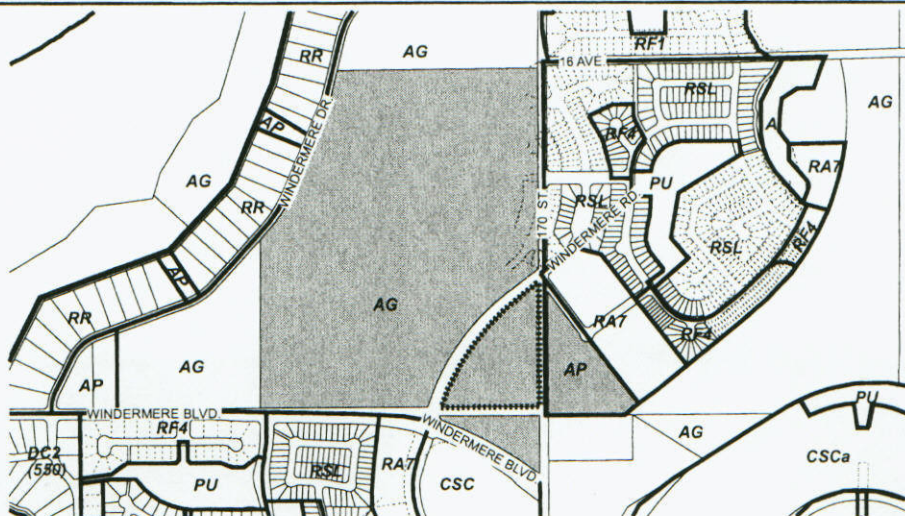 RF1
AG
RR
16 AVE.
RSL
AG
AP
RF4
A
WINDERMERE DR.
RA7
AG
PU
RR
RSL
170 ST
WINDERMERE RD.
RSL
RF4
AP
AG
RR
RA7
RF4
AG
AP
AP
PU
WINDERMERE BLVD.
RF4
WINDERMERE BLVD.
AG
DC2
(559)
RSL
RA7
CSC
CSCa
PU